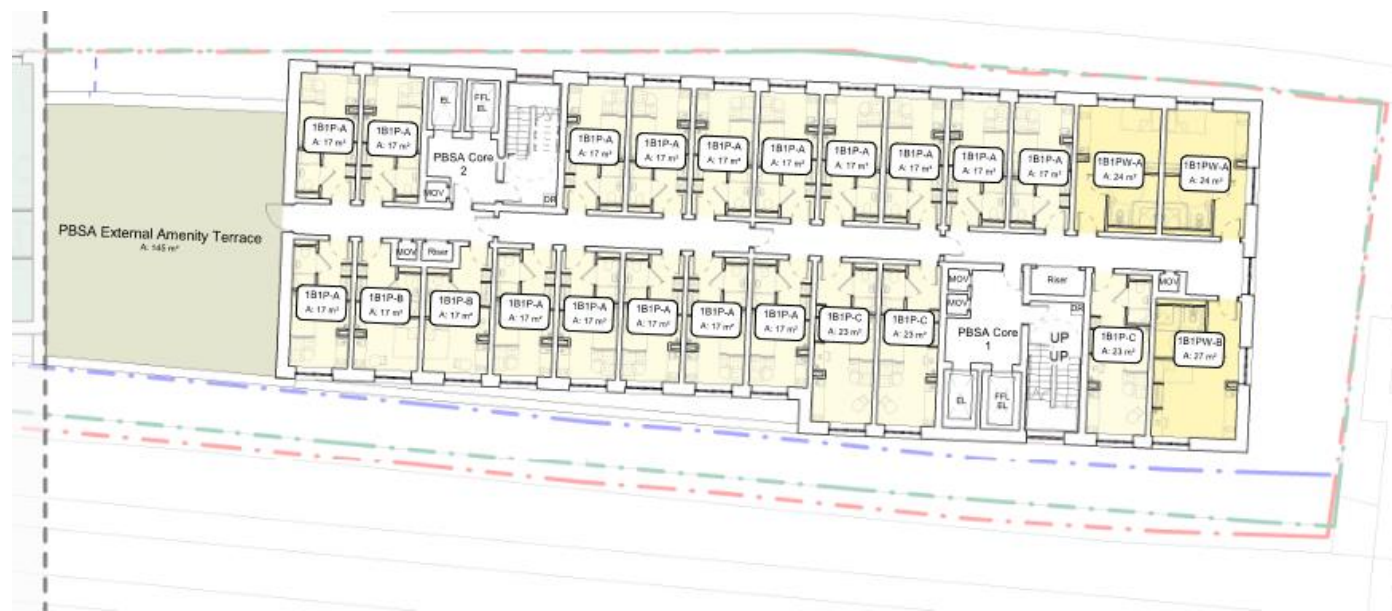 1B1P-A
A: 17 m²
1B1P-A
A: 17 m²
EL
FFL
EL
PBSA Core
2
MOV
DR
1B1P-A
A: 17 m²
1B1P-A
A: 17 m²
1B1P-A
A: 17 m²
1B1P-A
A: 17 m²
1B1P-A
A: 17 m²
1B1P-A
A: 17 m²
1B1P-A
A: 17 m²
1B1P-A
A: 17 m²
1B1PW-A
A: 24 m²
1B1PW-A
A: 24 m²
PBSA External Amenity Terrace
A: 145 m²
1B1P-A
A: 17 m²
MOV
Riser
1B1P-B
A: 17 m²
1B1P-B
A: 17 m²
1B1P-A
A: 17 m²
1B1P-A
A: 17 m²
1B1P-A
A: 17 m²
1B1P-A
A: 17 m²
1B1P-A
A: 17 m²
1B1P-C
A: 23 m²
1B1P-C
A: 23 m²
MOV
MOV
Riser
DR
PBSA Core
1
UP
UP
EL
FFL
EL
1B1P-C
A: 23 m²
MOV
1B1PW-B
A: 27 m²